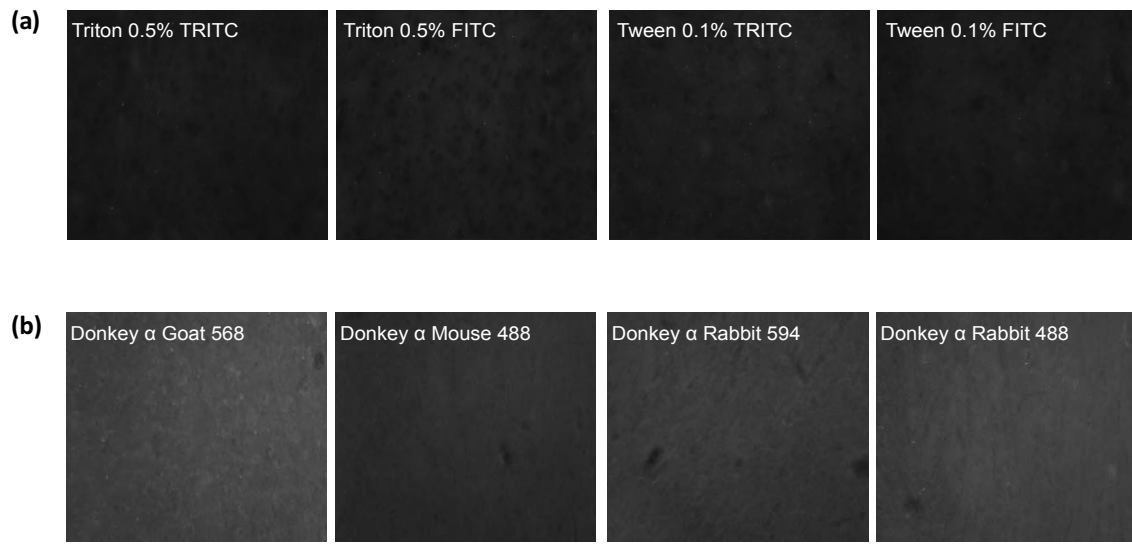 (a)
Triton 0.5% TRITC
Triton 0.5% FITC
Tween 0.1% TRITC
Tween 0.1% FITC
(b)
Donkey α Goat 568
Donkey α Mouse 488
Donkey α Rabbit 594
Donkey α Rabbit 488